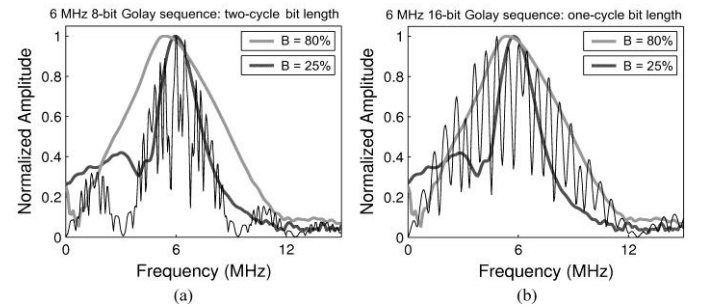 6 MHz 8-bit Golay sequence: two-cycle bit length
B = 80%
B = 25%
Normalized Amplitude
1
0.8
0.6
0.4
0.2
0
0
6
12
Frequency (MHz)
(a)
6 MHz 16-bit Golay sequence: one-cycle bit length
B = 80%
B = 25%
Normalized Amplitude
1
0.8
0.6
0.4
0.2
0
0
6
12
Frequency (MHz)
(b)